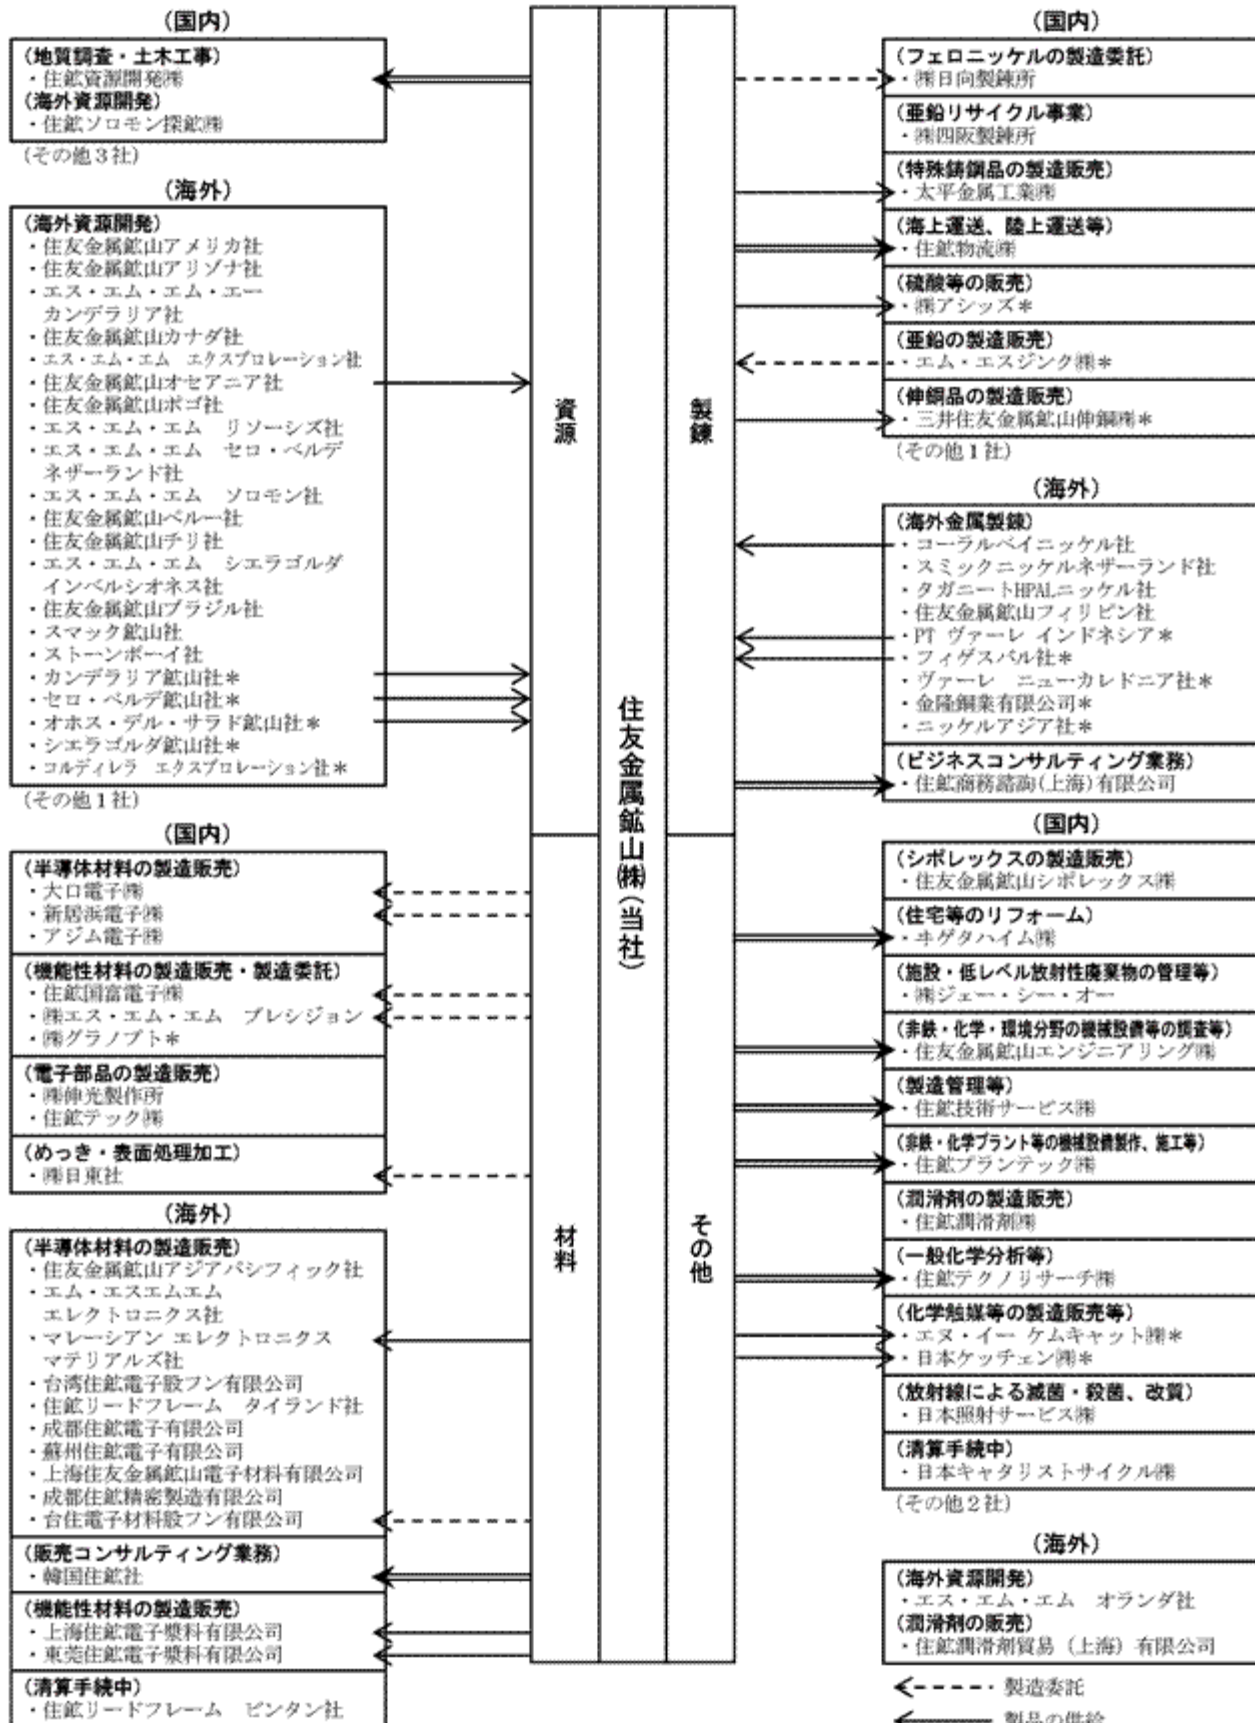 (国内)
(地質調査・土木工事)
・住鉱資源開発㈱
(海外資源開発)
・住鉱ソロモン探鉱㈱
(その他3社)
(海外)
(海外資源開発)
・住友金属鉱山アメリカ社
・住友金属鉱山アリゾナ社
・エス・エム・エム・エー
カンデラリア社
・住友金属鉱山カナダ社
・エス・エム・エム エクスプロレーション社
・住友金属鉱山オセアニア社
・住友金属鉱山ポゴ社
・エス・エム・エム リソーシズ社
・エス・エム・エム セロ・ベルデ
ネザーランド社
・エス・エム・エム ソロモン社
・住友金属鉱山ペルー社
・住友金属鉱山チリ社
・エス・エム・エム シエラゴルダ
インベルシオネス社
・住友金属鉱山ブラジル社
・スマック鉱山社
・ストーンボーイ社
・カンデラリア鉱山社＊
・セロ・ベルデ鉱山社＊
・オホス・デル・サラド鉱山社＊
・シエラゴルダ鉱山社＊
・コルディレラ エクスプロレーション社＊
(その他1社)
(国内)
(半導体材料の製造販売)
・大口電子㈱
・新居浜電子㈱
・アジム電子㈱
(機能性材料の製造販売・製造委託)
・住鉱国富電子㈱
・㈱エス・エム・エム プレシジョン
・㈱グラノプト＊
(電子部品の製造販売)
・㈱伸光製作所
・住鉱テック㈱
(めっき・表面処理加工)
・㈱日東社
(海外)
(半導体材料の製造販売)
・住友金属鉱山アジアパシフィック社
・エム・エスエムエム
エレクトロニクス社
・マレーシアン エレクトロニクス
マテリアルズ社
・台湾住鉱電子股フン有限公司
・住鉱リードフレーム タイランド社
・成都住鉱電子有限公司
・蘇州住鉱電子有限公司
・上海住友金属鉱山電子材料有限公司
・成都住鉱精密製造有限公司
・台住電子材料股フン有限公司
(販売コンサルティング業務)
・韓国住鉱社
(機能性材料の製造販売)
・上海住鉱電子漿料有限公司
・東莞住鉱電子漿料有限公司
(清算手続中)
・住鉱リードフレーム ビンタン社
資源
材料
住友金属鉱山㈱(当社)
製錬
その他
(国内)
(フェロニッケルの製造委託)
・㈱日向製錬所
(亜鉛リサイクル事業)
・㈱四阪製錬所
(特殊鋳鋼品の製造販売)
・太平金属工業㈱
(海上運送、陸上運送等)
・住鉱物流㈱
(硫酸等の販売)
・㈱アシッズ＊
(亜鉛の製造販売)
・エム・エスジンク㈱＊
(伸銅品の製造販売)
・三井住友金属鉱山伸銅㈱＊
(その他1社)
(海外)
(海外金属製錬)
・コーラルベイニッケル社
・スミックニッケルネザーランド社
・タガニートHPALニッケル社
・住友金属鉱山フィリピン社
・PT ヴァーレ インドネシア＊
・フィゲスバル社＊
・ヴァーレ ニューカレドニア社＊
・金隆銅業有限公司＊
・ニッケルアジア社＊
(ビジネスコンサルティング業務)
・住鉱商務諮詢(上海)有限公司
(国内)
(シポレックスの製造販売)
・住友金属鉱山シポレックス㈱
(住宅等のリフォーム)
・ヰゲタハイム㈱
(施設・低レベル放射性廃棄物の管理等)
・㈱ジェー・シー・オー
(非鉄・化学・環境分野の機械設備等の調査等)
・住友金属鉱山エンジニアリング㈱
(製造管理等)
・住鉱技術サービス㈱
(非鉄・化学プラント等の機械設備製作、施工等)
・住鉱プランテック㈱
(潤滑剤の製造販売)
・住鉱潤滑剤㈱
(一般化学分析等)
・住鉱テクノリサーチ㈱
(化学触媒等の製造販売等)
・エヌ・イー ケムキャット㈱＊
・日本ケッチェン㈱＊
(放射線による滅菌・殺菌、改質)
・日本照射サービス㈱
(清算手続中)
・日本キャタリストサイクル㈱
(その他2社)
(海外)
(海外資源開発)
・エス・エム・エム オランダ社
(潤滑剤の販売)
・住鉱潤滑剤貿易(上海)有限公司
製造委託
製品の供給